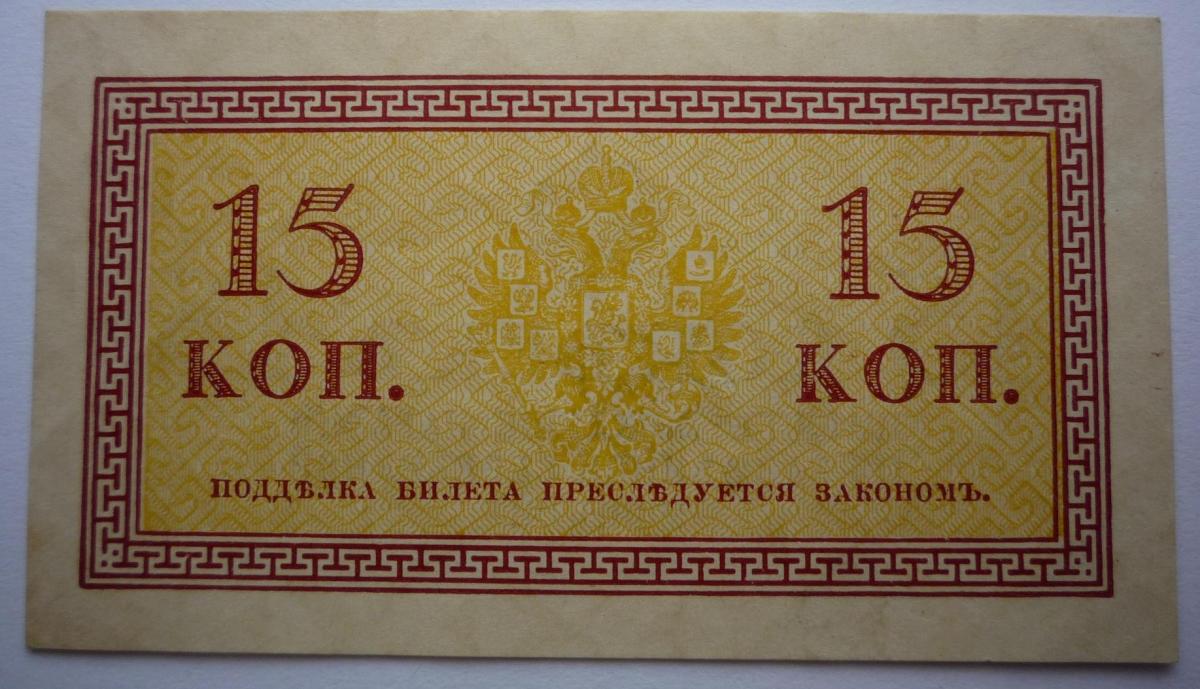 15 15
КОП. КОП.
ПОДДѢЛКА БИЛЕТА ПРЕСЛѢДУЕТСЯ ЗАКОНОМЪ.